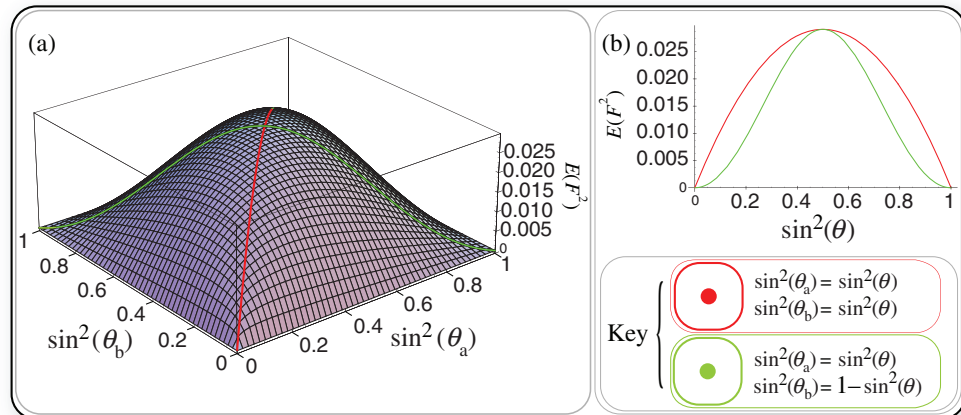 (a)
0.025
0.020
0.015
0.010
0.005
0
E(F²)
1
0.8
0.6
0.4
0.2
0
sin²(θb)
0
0.2
0.4
0.6
0.8
1
sin²(θa)
(b)
0.025
0.020
0.015
0.010
0.005
0
E(F²)
0
0.2
0.4
0.6
0.8
1
sin²(θ)
Key
sin²(θa) = sin²(θ)
sin²(θb) = sin²(θ)
sin²(θa) = sin²(θ)
sin²(θb) = 1−sin²(θ)